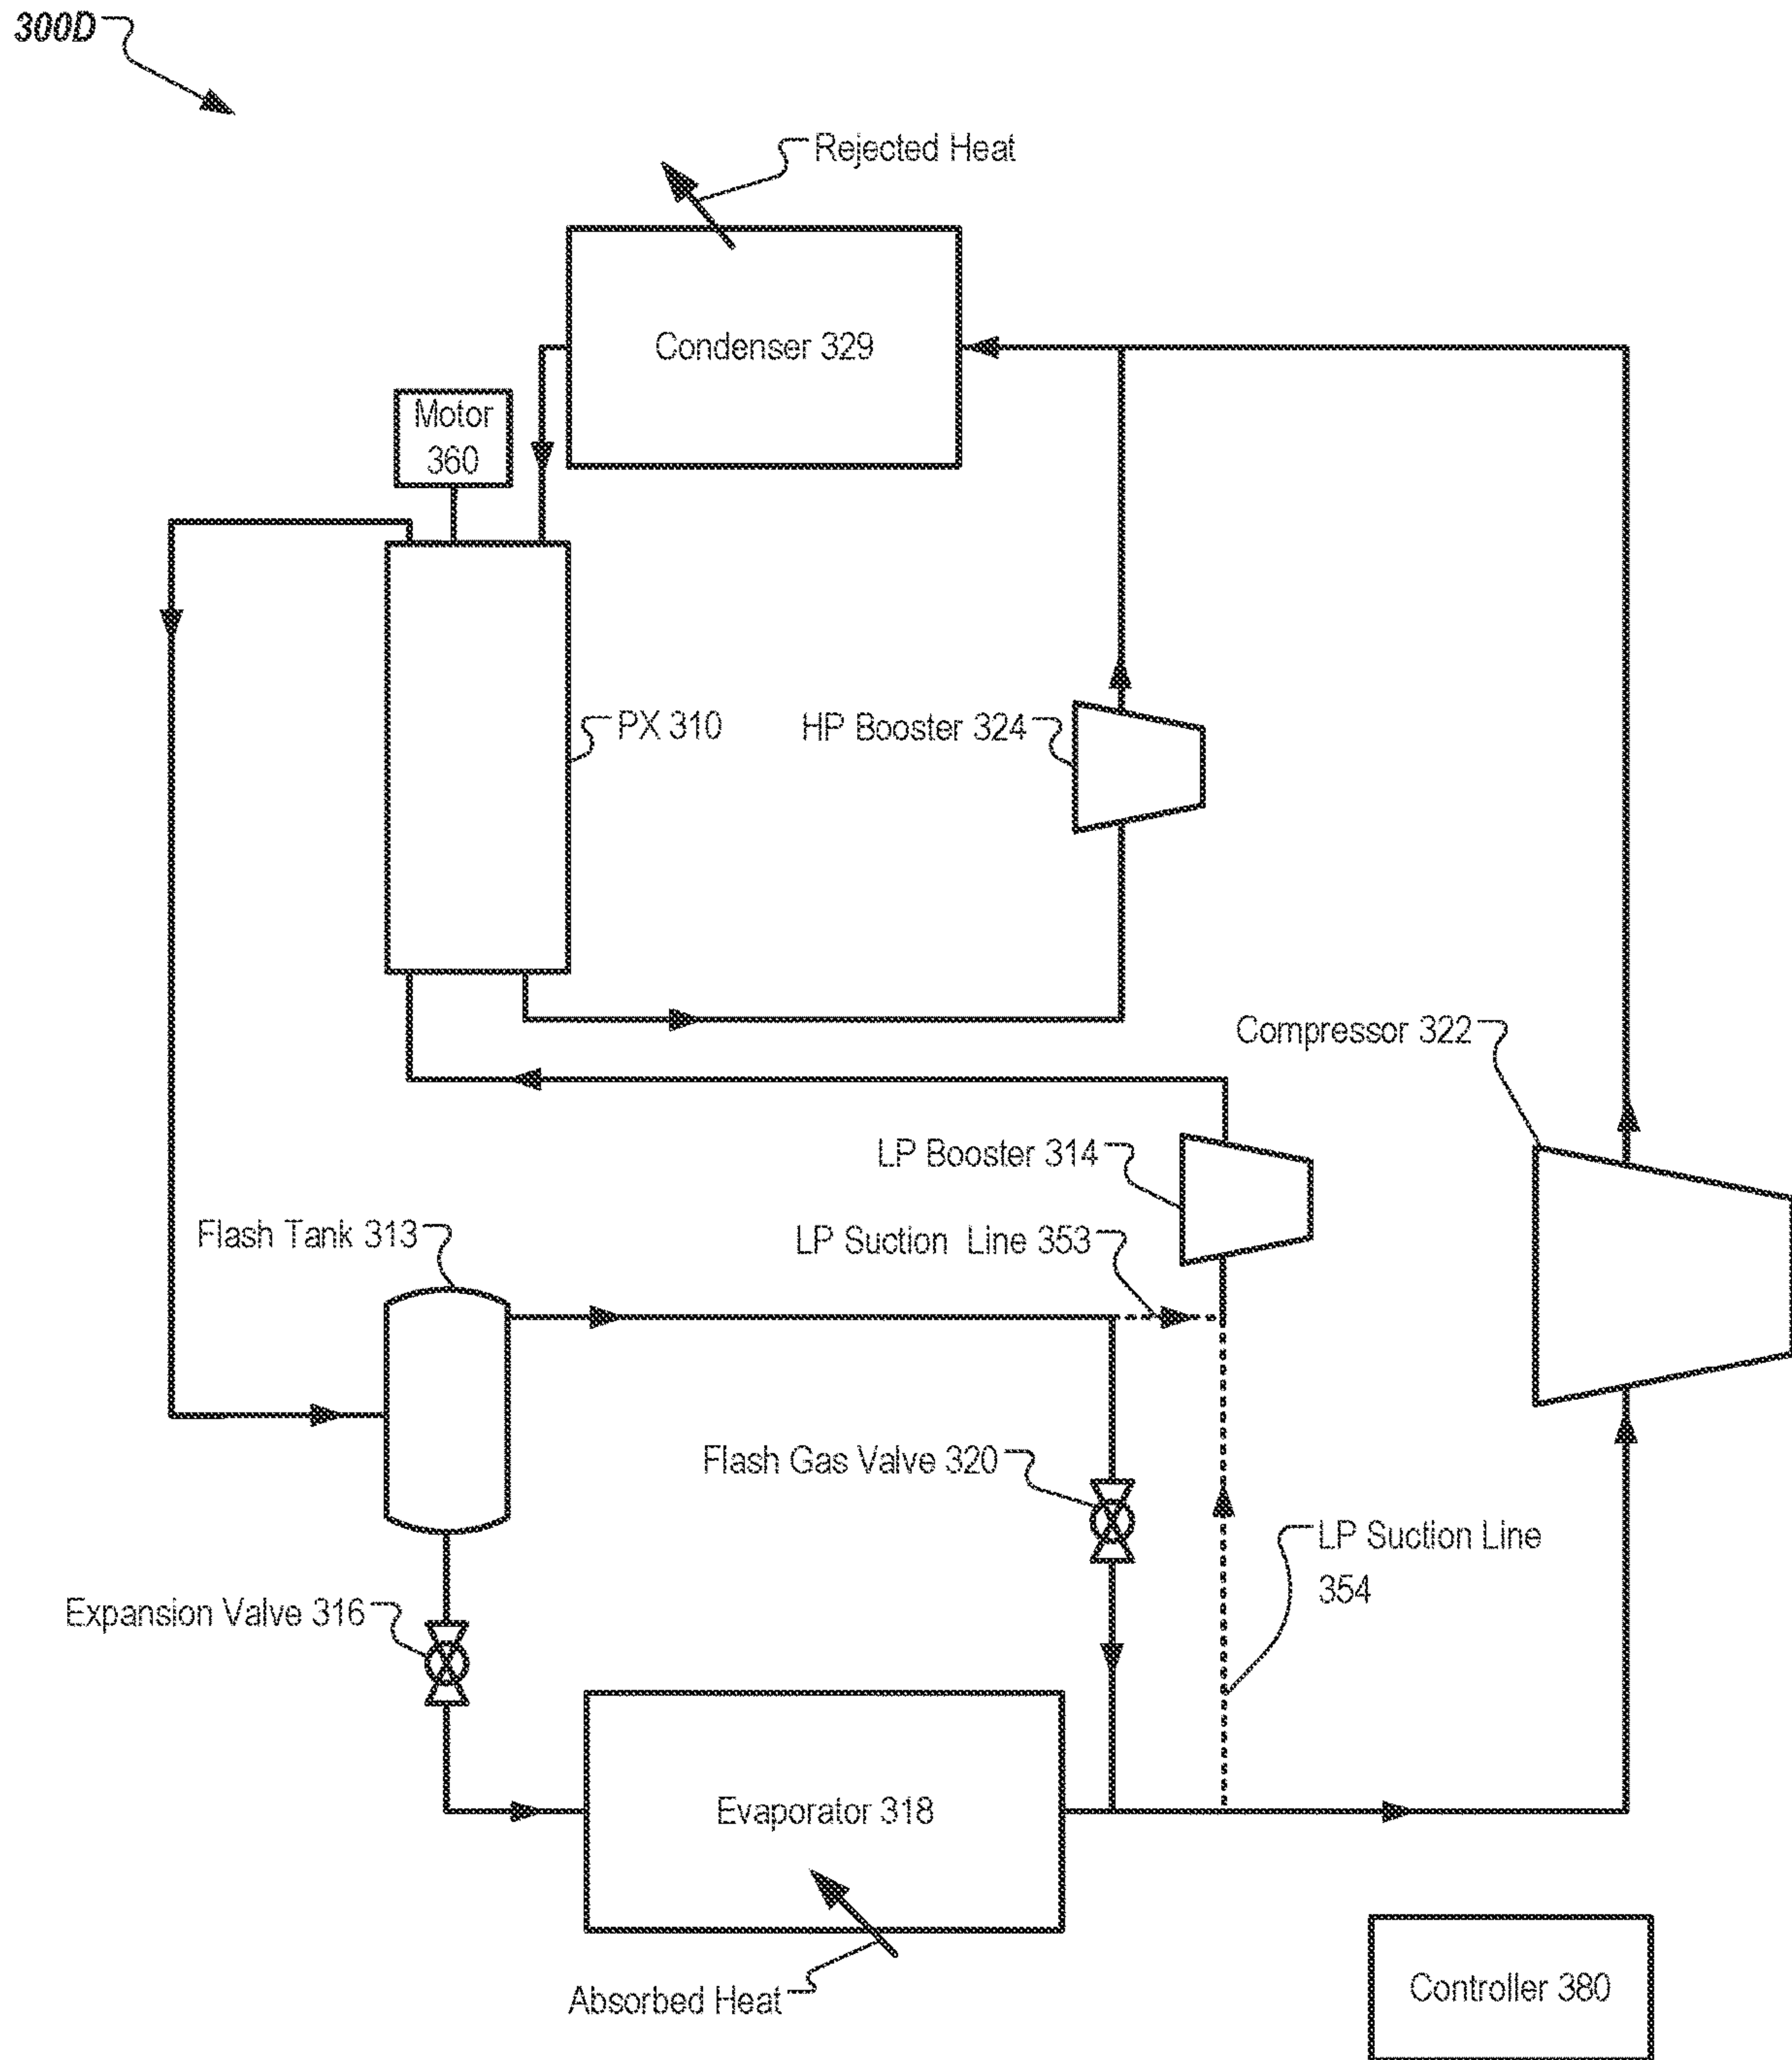 300D
Rejected Heat
Condenser 329
Motor
360
PX 310
HP Booster 324
Compressor 322
LP Booster 314
Flash Tank 313
LP Suction Line 353
Flash Gas Valve 320
LP Suction Line
354
Expansion Valve 316
Evaporator 318
Absorbed Heat
Controller 380